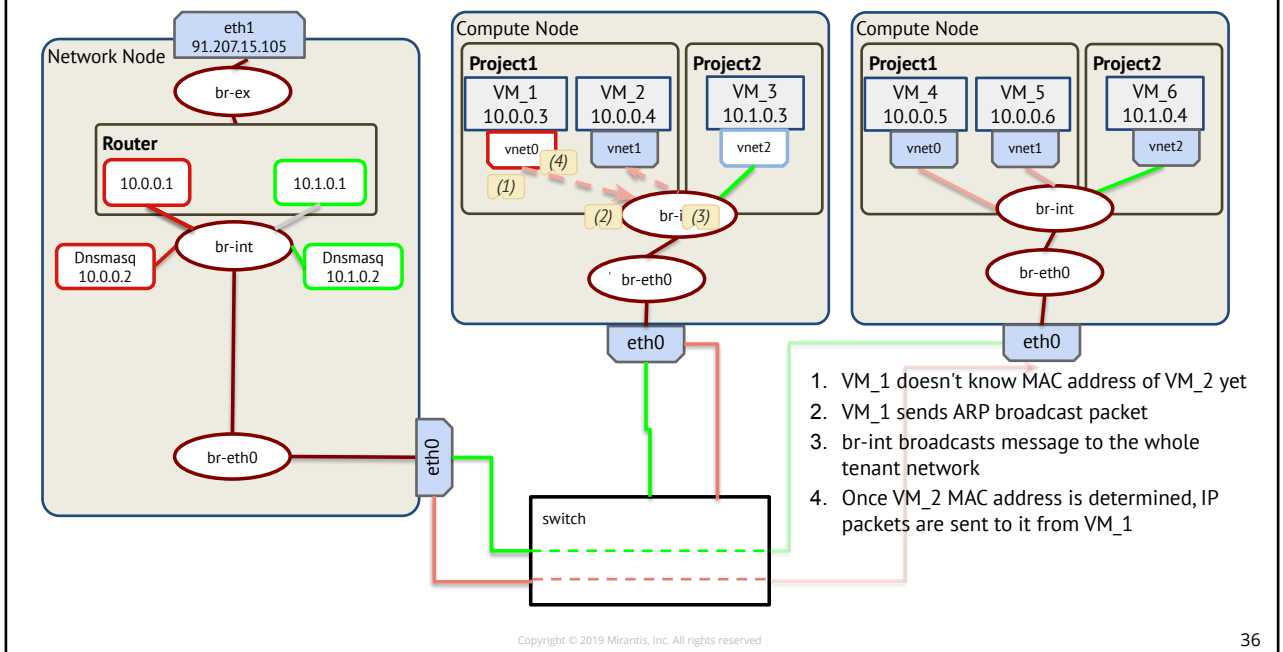 eth1
91.207.15.105
Network Node
br-ex
Router
10.0.0.1
10.1.0.1
br-int
Dnsmasq
10.0.0.2
Dnsmasq
10.1.0.2
br-eth0
eth0
Compute Node
Project1
VM_1
10.0.0.3
vnet0
VM_2
10.0.0.4
vnet1
Project2
VM_3
10.1.0.3
vnet2
(4)
(1)
(2)
br-i
(3)
br-eth0
eth0
Compute Node
Project1
VM_4
10.0.0.5
vnet0
VM_5
10.0.0.6
vnet1
Project2
VM_6
10.1.0.4
vnet2
br-int
br-eth0
eth0
switch
1. VM_1 doesn't know MAC address of VM_2 yet
2. VM_1 sends ARP broadcast packet
3. br-int broadcasts message to the whole
tenant network
4. Once VM_2 MAC address is determined, IP
packets are sent to it from VM_1
Copyright © 2019 Mirantis, Inc. All rights reserved
36